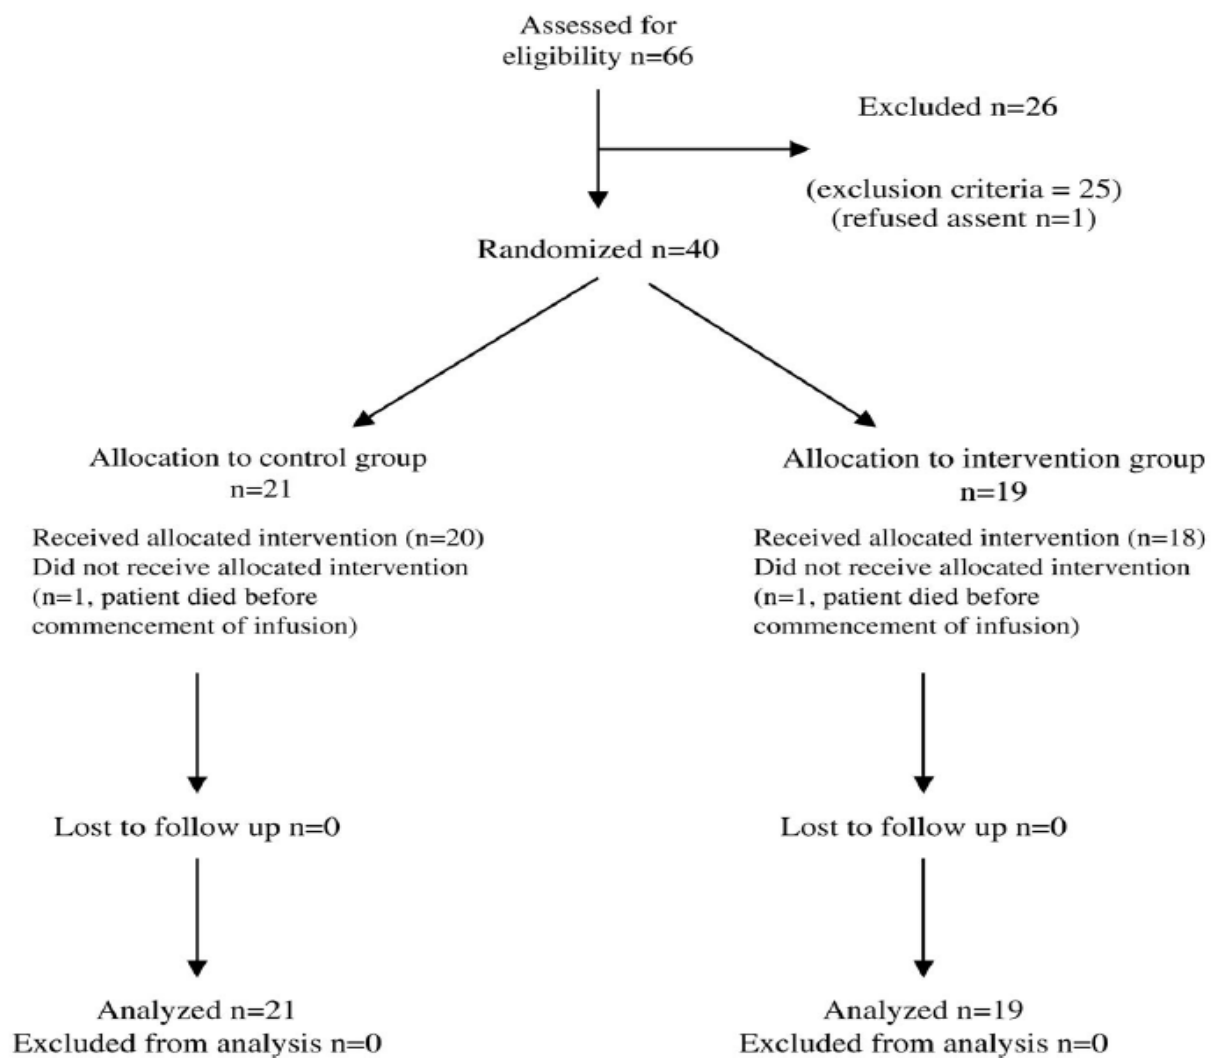 Assessed for
eligibility n=66
Excluded n=26
(exclusion criteria = 25)
(refused assent n=1)
Randomized n=40
Allocation to control group
n=21
Received allocated intervention (n=20)
Did not receive allocated intervention
(n=1, patient died before
commencement of infusion)
Lost to follow up n=0
Analyzed n=21
Excluded from analysis n=0
Allocation to intervention group
n=19
Received allocated intervention (n=18)
Did not receive allocated intervention
(n=1, patient died before
commencement of infusion)
Lost to follow up n=0
Analyzed n=19
Excluded from analysis n=0